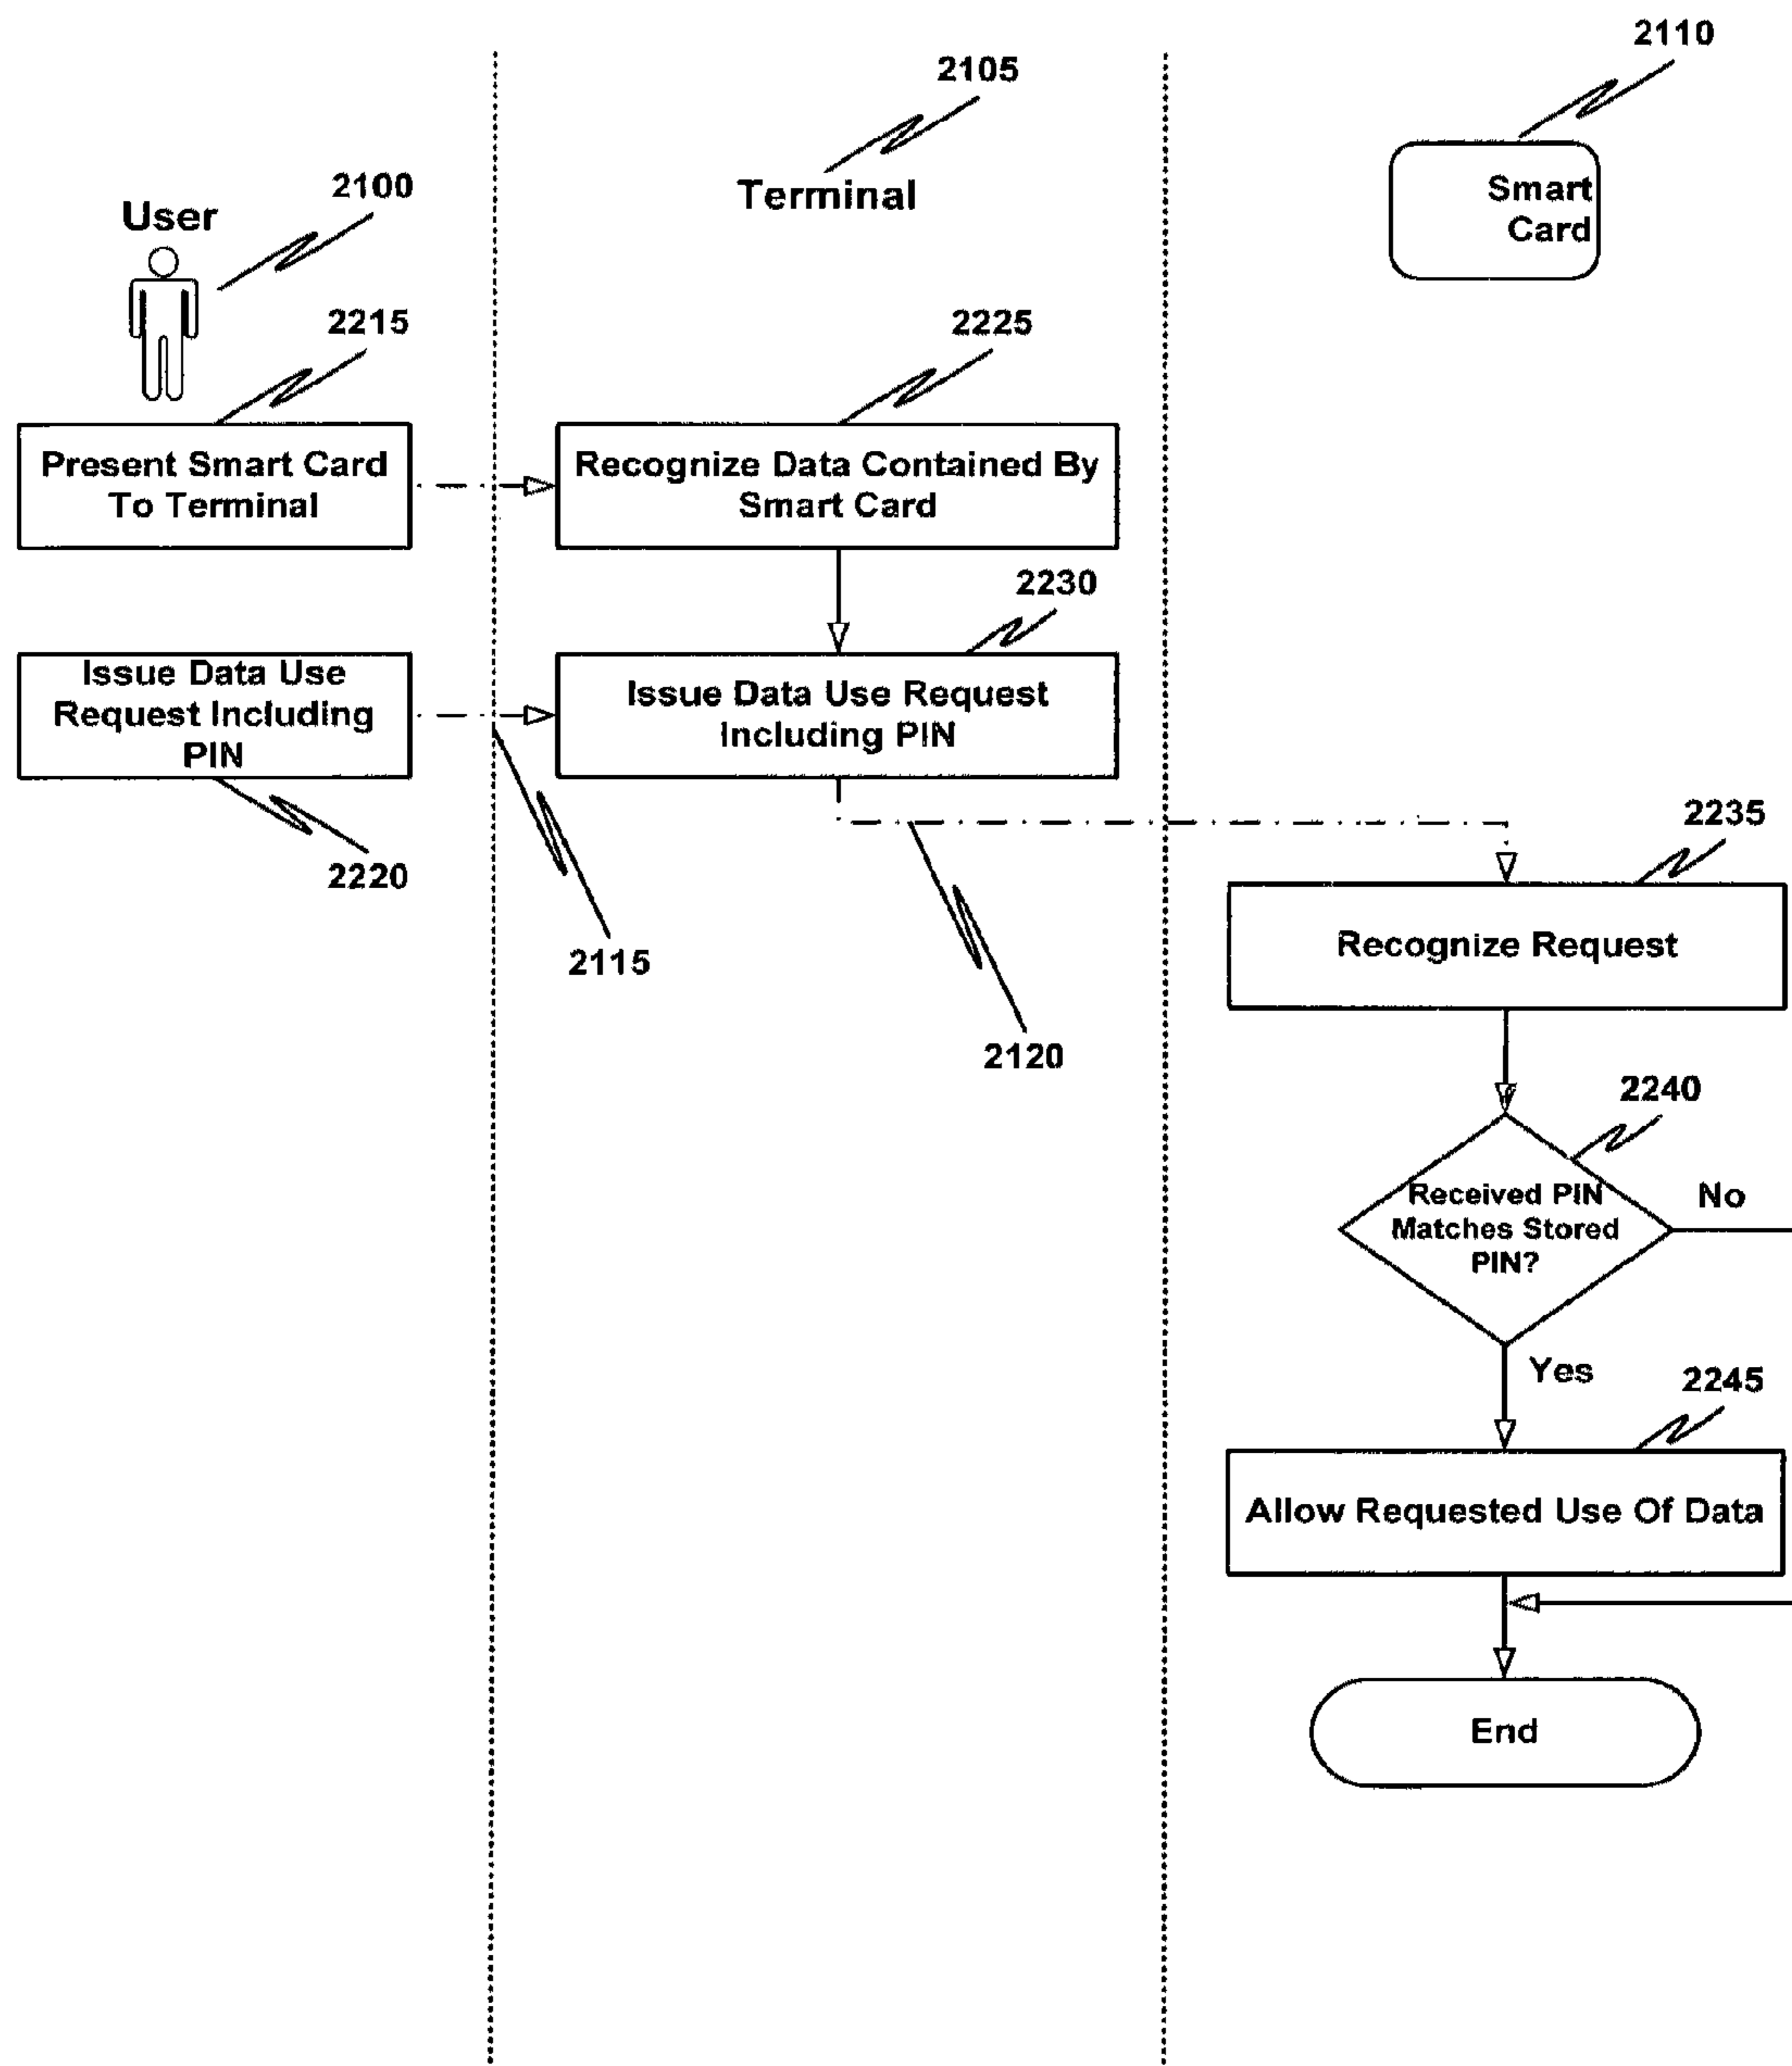 2110
2105
Terminal
Smart
Card
2100
User
2215
2225
Present Smart Card
To Terminal
Recognize Data Contained By
Smart Card
2230
Issue Data Use
Request Including
PIN
Issue Data Use Request
Including PIN
2220
2115
2120
2235
Recognize Request
2240
Received PIN
Matches Stored
PIN?
No
Yes
2245
Allow Requested Use Of Data
End